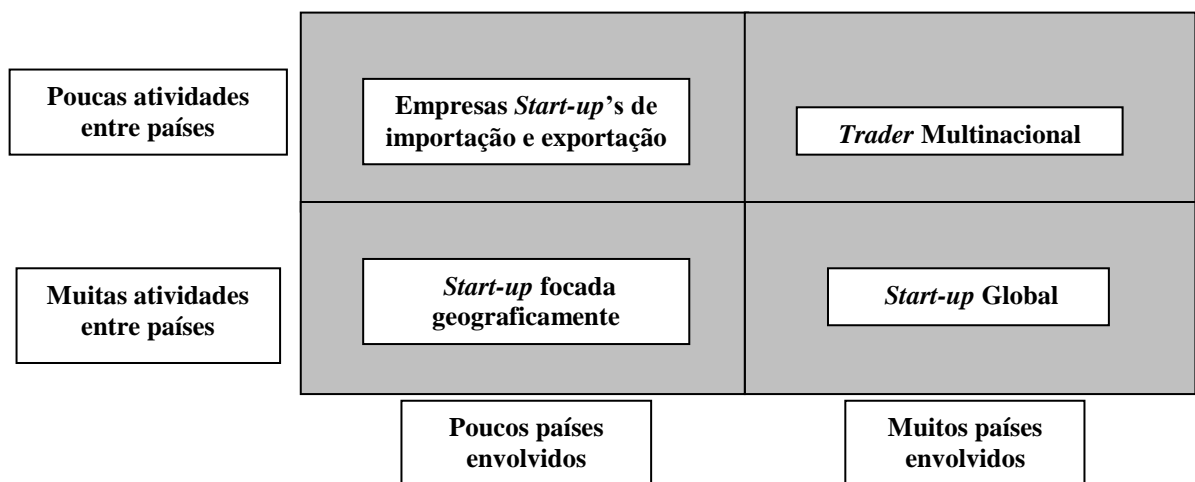 Poucas atividades
entre países
Empresas Start-up’s de
importação e exportação
Trader Multinacional
Muitas atividades
entre países
Start-up focada
geograficamente
Start-up Global
Poucos países
envolvidos
Muitos países
envolvidos